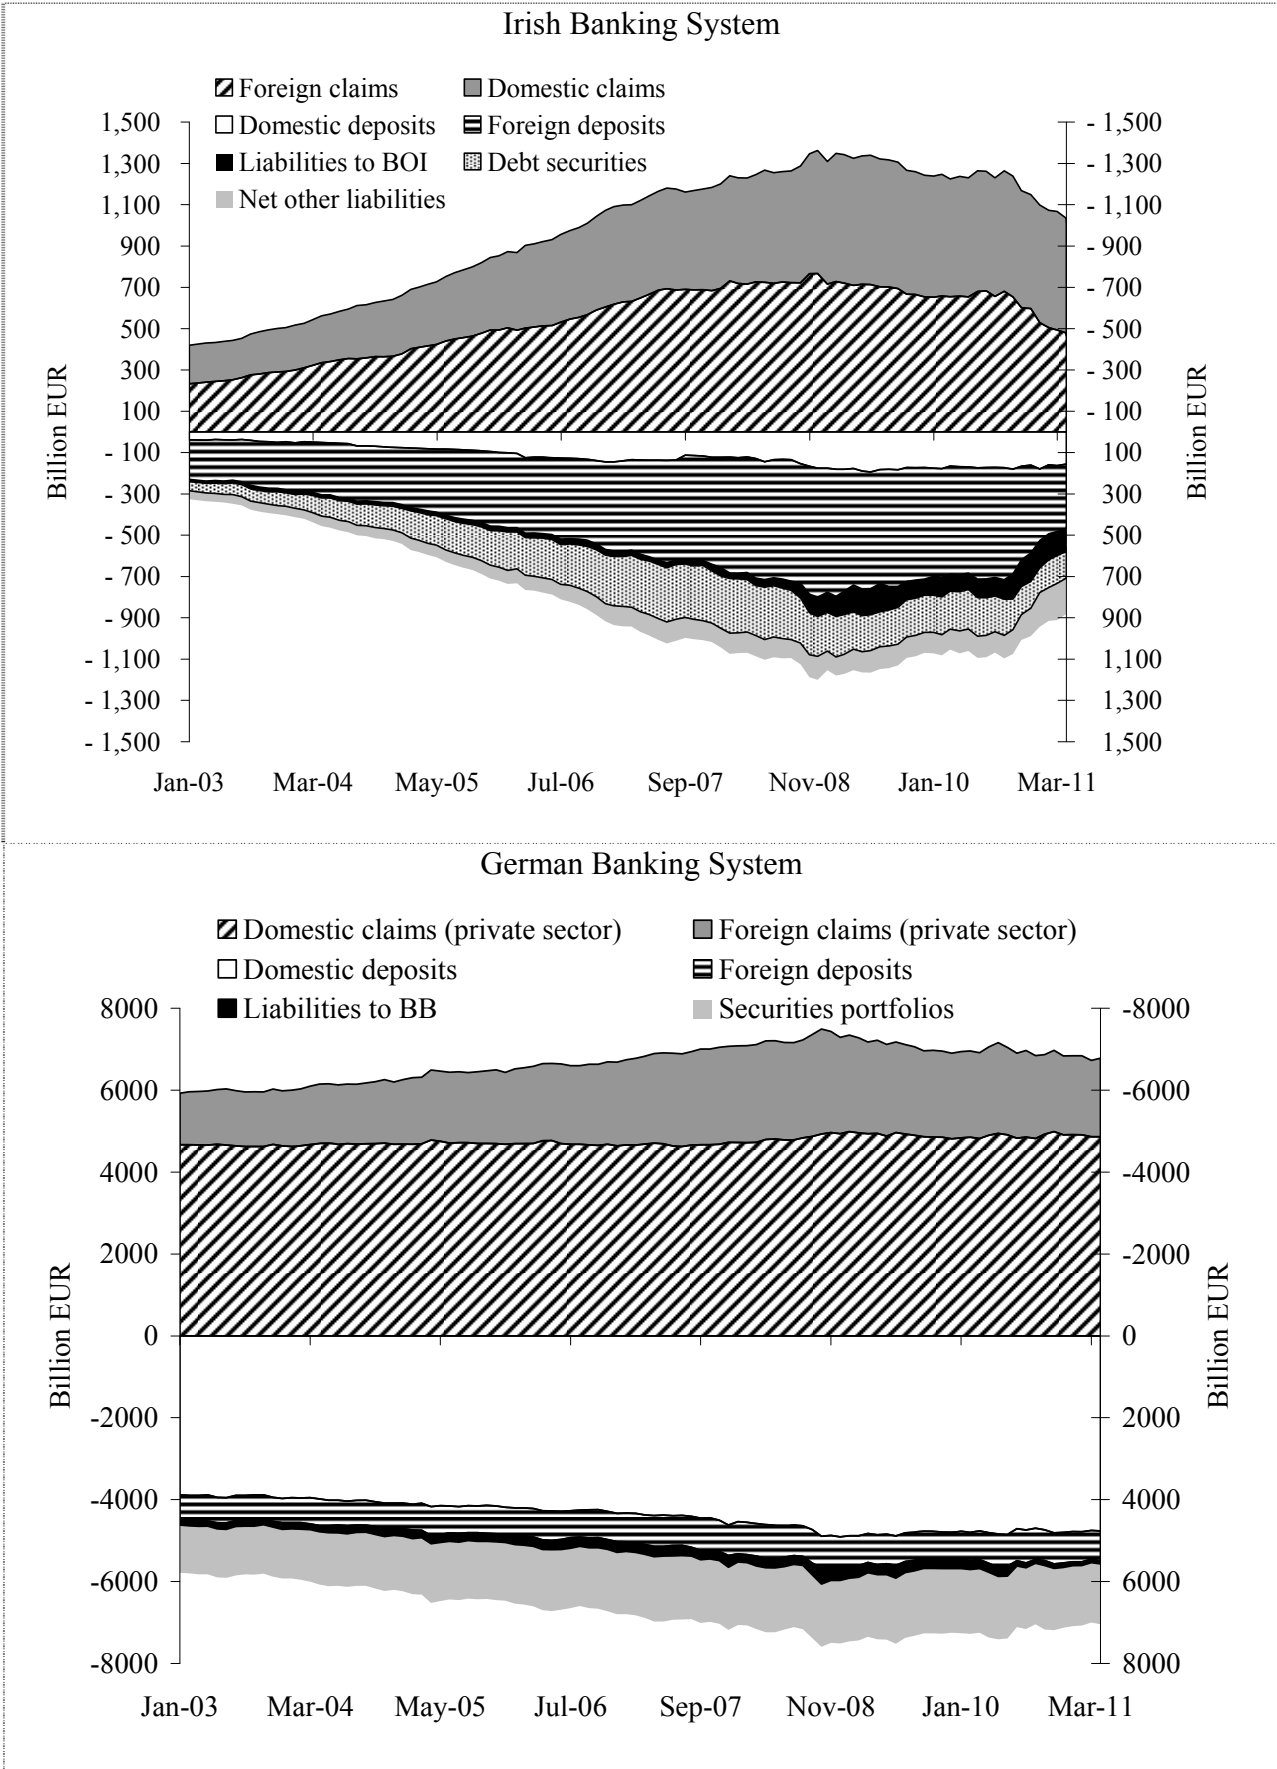 Irish Banking System
Foreign claims Domestic claims
Domestic deposits Foreign deposits
Liabilities to BOI Debt securities
Net other liabilities
1,500 - 1,500
1,300 - 1,300
1,100 - 1,100
900 - 900
700 - 700
500 - 500
300 - 300
100 - 100
- 100 100
- 300 300
- 500 500
- 700 700
- 900 900
- 1,100 1,100
- 1,300 1,300
- 1,500 1,500
Billion EUR
Billion EUR
Jan-03 Mar-04 May-05 Jul-06 Sep-07 Nov-08 Jan-10 Mar-11
German Banking System
Domestic claims (private sector) Foreign claims (private sector)
Domestic deposits Foreign deposits
Liabilities to BB Securities portfolios
8000 -8000
6000 -6000
4000 -4000
2000 -2000
0 0
-2000 2000
-4000 4000
-6000 6000
-8000 8000
Billion EUR
Billion EUR
Jan-03 Mar-04 May-05 Jul-06 Sep-07 Nov-08 Jan-10 Mar-11